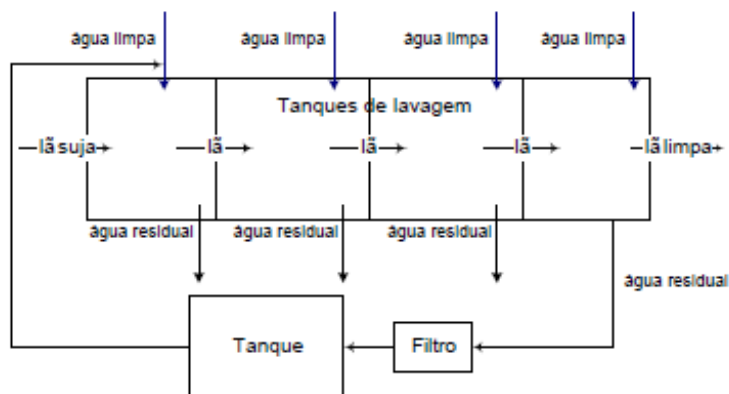 água limpa água limpa água limpa água limpa
Tanques de lavagem
lã suja lã lã lã lã limpa
água residual água residual água residual
água residual
Tanque Filtro